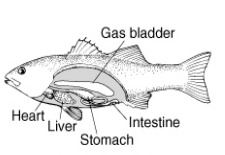 Gas bladder
Heart
Liver
Stomach
Intestine